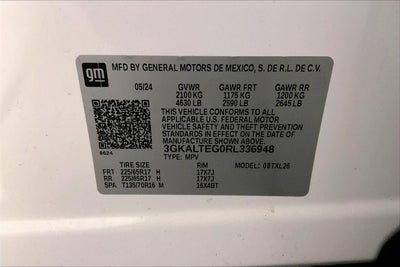 gm
MFD BY GENERAL MOTORS DE MEXICO, S. DE R.L. DE C.V.
05/24 GVWR GAWR FRT GAWR RR
2100 KG 1175 KG 1200 KG
4630 LB 2590 LB 2645 LB
THIS VEHICLE CONFORMS TO ALL APPLICABLE
U.S. FEDERAL MOTOR VEHICLE SAFETY,
BUMPER, AND THEFT PREVENTION STANDARDS
IN EFFECT ON THE DATE OF MANUFACTURE
SHOWN ABOVE.
3GKALTEG0RL336948
8624 TYPE: MPV MODEL: 0BTXL26
TIRE SIZE RIM
FRT 225/65R17 H 17X7J
RR 225/65R17 H 17X7J
SPA T135/70R16 M 16X4BT